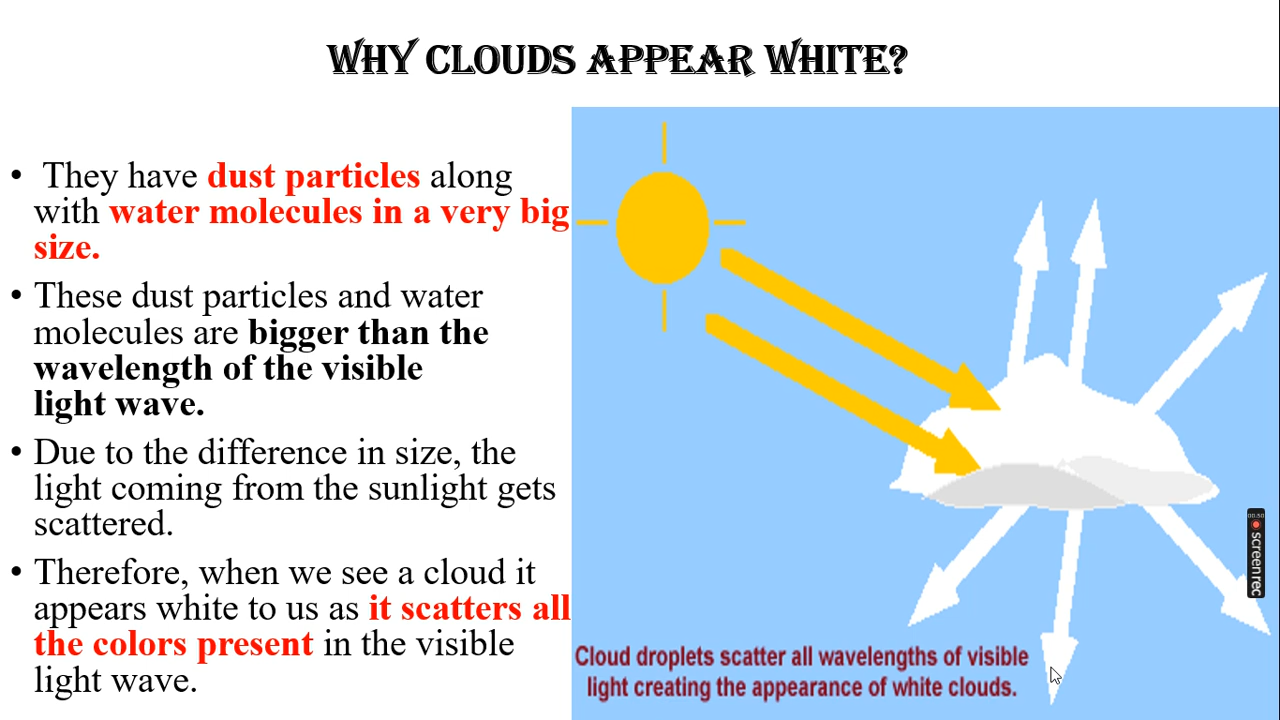 WHY CLOUDS APPEAR WHITE?
• They have dust particles along
with water molecules in a very big
size.
• These dust particles and water
molecules are bigger than the
wavelength of the visible
light wave.
• Due to the difference in size, the
light coming from the sunlight gets
scattered.
• Therefore, when we see a cloud it
appears white to us as it scatters all
the colors present in the visible
light wave.
Cloud droplets scatter all wavelengths of visible
light creating the appearance of white clouds.
00:50
screenrec